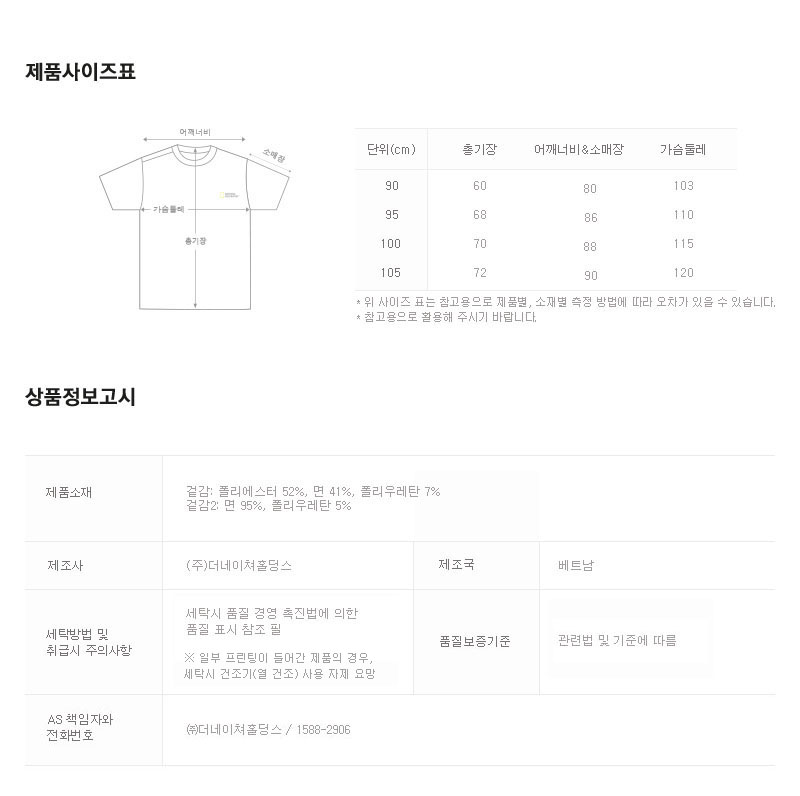 제품사이즈표
어깨너비
소매장
가슴둘레
총기장
단위(cm) 총기장 어깨너비&소매장 가슴둘레
90 60 80 103
95 68 86 110
100 70 88 115
105 72 90 120
* 위 사이즈 표는 참고용으로 제품별, 소재별 측정 방법에 따라 오차가 있을 수 있습니다.
* 참고용으로 활용해 주시기 바랍니다.
상품정보고시
제품소재
겉감: 폴리에스터 52%, 면 41%, 폴리우레탄 7%
겉감2: 면 95%, 폴리우레탄 5%
제조사 (주)더네이쳐홀딩스 제조국 베트남
세탁방법 및
취급시 주의사항
세탁시 품질 경영 촉진법에 의한
품질 표시 참조 필
※ 일부 프린팅이 들어간 제품의 경우,
세탁시 건조기(열 건조) 사용 자제 요망
품질보증기준 관련법 및 기준에 따름
AS 책임자와
전화번호
㈜더네이쳐홀딩스 / 1588-2906